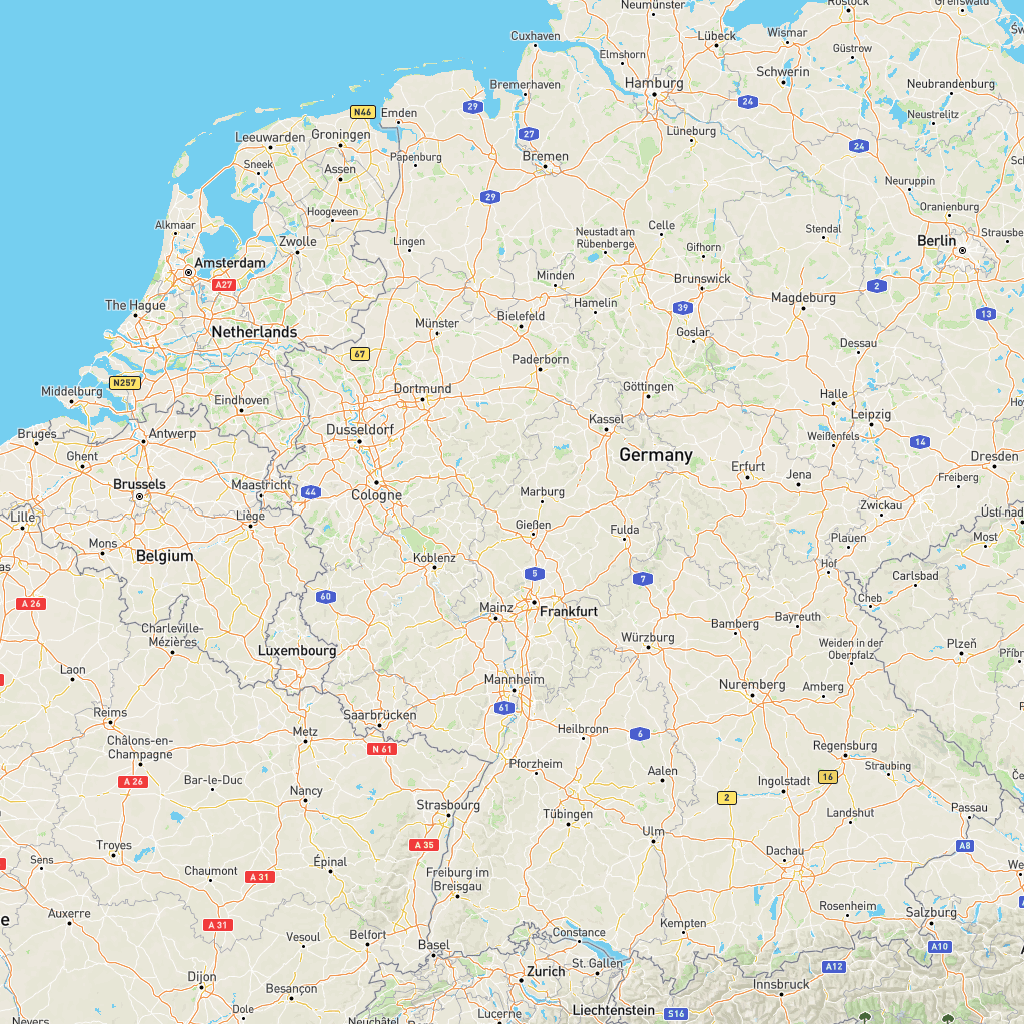 Neumünster
Rostock
Greifswald
Cuxhaven
Lübeck
Wismar
Elmshorn
Güstrow
Bremerhaven
Hamburg
Schwerin
Neubrandenburg
N46
Emden
29
24
Neustrelitz
Leeuwarden
Groningen
27
Lüneburg
24
Sneek
Assen
Papenburg
Bremen
Neuruppin
29
Oranienburg
Hoogeveen
Alkmaar
Zwolle
Lingen
Neustadt am
Rübenberge
Celle
Gifhorn
Stendal
Berlin
Strausbe
Amsterdam
A27
Minden
Brunswick
2
The Hague
Hamelin
39
Magdeburg
13
Netherlands
Münster
Bielefeld
Goslar
Dessau
67
Paderborn
N257
Middelburg
Eindhoven
Dortmund
Göttingen
Halle
Leipzig
Bruges
Antwerp
Dusseldorf
Kassel
Weißenfels
14
Ghent
Germany
Dresden
Brussels
Maastricht
44
Cologne
Marburg
Erfurt
Jena
Freiberg
Zwickau
Lille
Liège
Gießen
Fulda
Ústí nad
Mons
Belgium
Koblenz
Plauen
Most
5
7
Hof
Carlsbad
A 26
60
Mainz
Frankfurt
Cheb
Charleville-
Mézières
Luxembourg
Würzburg
Bamberg
Bayreuth
Weiden in der
Oberpfalz
Plzeň
Příb
Laon
Mannheim
Nuremberg
Amberg
Reims
Saarbrücken
61
Châlons-en-
Champagne
Metz
N 61
Heilbronn
6
Regensburg
A 26
Bar-le-Duc
Pforzheim
Aalen
Ingolstadt
16
Straubing
Nancy
Strasbourg
2
Tübingen
Landshut
Passau
Troyes
A 35
Ulm
A8
Sens
Chaumont
Épinal
A 31
Freiburg im
Breisgau
Dachau
Auxerre
A 31
Rosenheim
Salzburg
Vesoul
Belfort
Basel
Constance
Kempten
A10
Dijon
Zurich
St. Gallen
A12
Besançon
Innsbruck
Dole
Neuchâtel
Lucerne
Liechtenstein
S16
Nevers